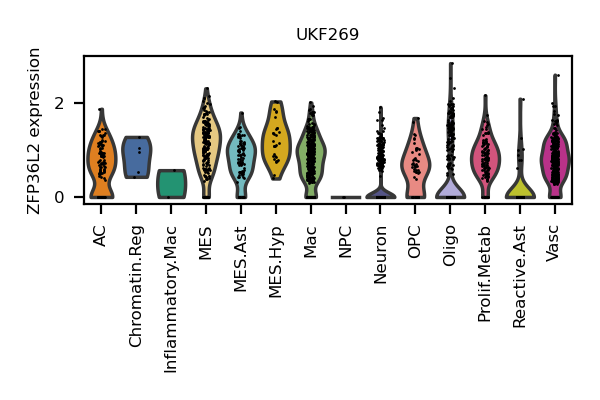 UKF269
ZFP36L2 expression
2
0
AC
Chromatin.Reg
Inflammatory.Mac
MES
MES.Ast
MES.Hyp
Mac
NPC
Neuron
OPC
Oligo
Prolif.Metab
Reactive.Ast
Vasc